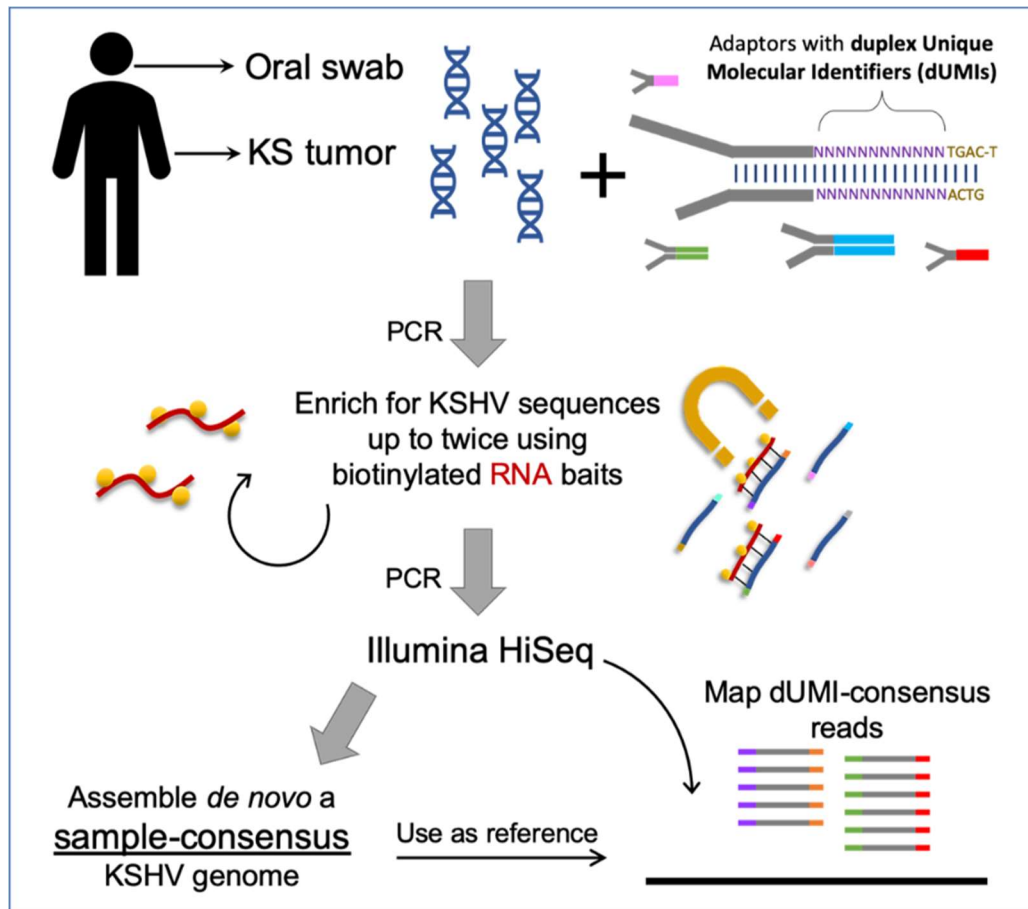 Oral swab
KS tumor
Adaptors with duplex Unique
Molecular Identifiers (dUMIs)
NNNNNNNNNNNNTGAC-T
NNNNNNNNNNNNACTG
+
PCR
Enrich for KSHV sequences
up to twice using
biotinylated RNA baits
PCR
Illumina HiSeq
Map dUMI-consensus
reads
Assemble de novo a
sample-consensus
KSHV genome
Use as reference